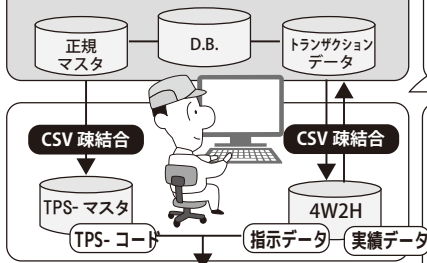 正規
マスタ
D.B.
トランザクション
データ
CSV 疎結合
CSV 疎結合
TPS- マスタ
4W2H
TPS- コード
指示データ
実績データ